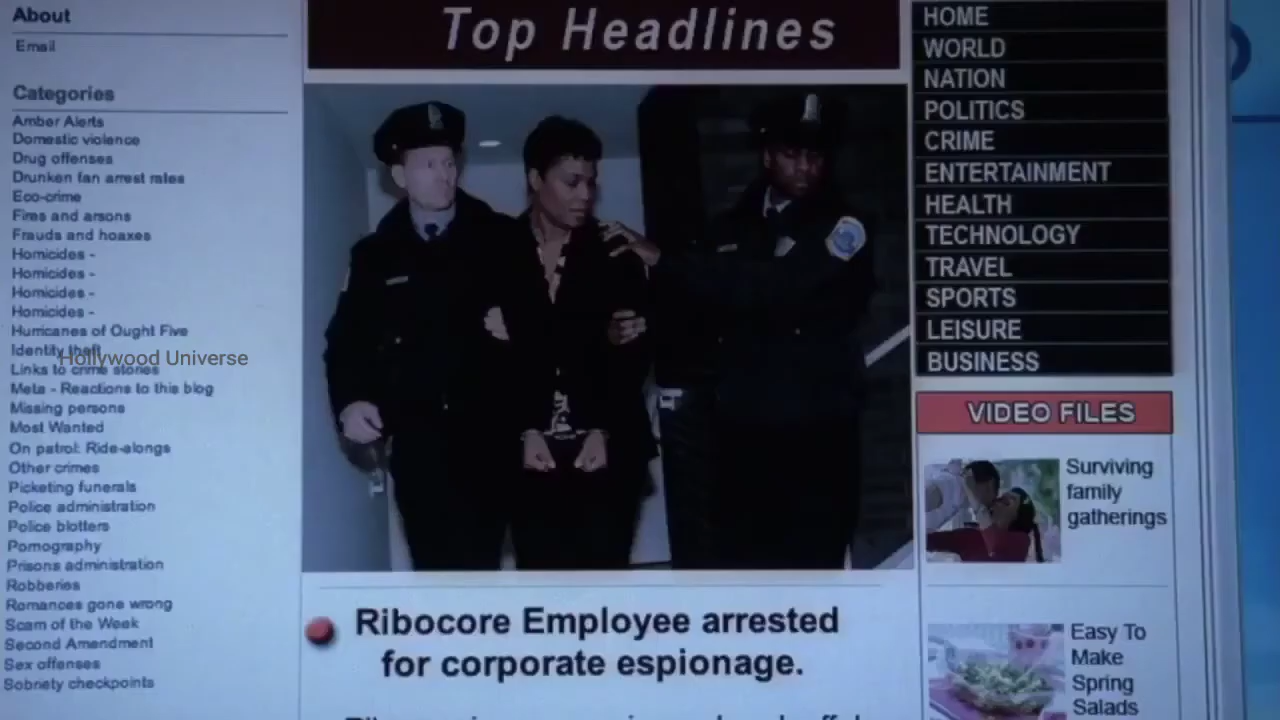 About
Email
Categories
Amber Alerts
Domestic violence
Drug offenses
Drunken fan arrest rates
Eco-crime
Fires and arsons
Frauds and hoaxes
Homicides -
Homicides -
Homicides -
Homicides -
Hurricanes of Ought Five
Identity theft
Hollywood Universe
Links to crime stories
Meta - Reactions to this blog
Missing persons
Most Wanted
On patrol: Ride-alongs
Other crimes
Picketing funerals
Police administration
Police blotters
Pornography
Prisons administration
Robberies
Romances gone wrong
Scam of the Week
Second Amendment
Sex offenses
Sobriety checkpoints
Top Headlines
Ribocore Employee arrested
for corporate espionage.
HOME
WORLD
NATION
POLITICS
CRIME
ENTERTAINMENT
HEALTH
TECHNOLOGY
TRAVEL
SPORTS
LEISURE
BUSINESS
VIDEO FILES
Surviving
family
gatherings
Easy To
Make
Spring
Salads